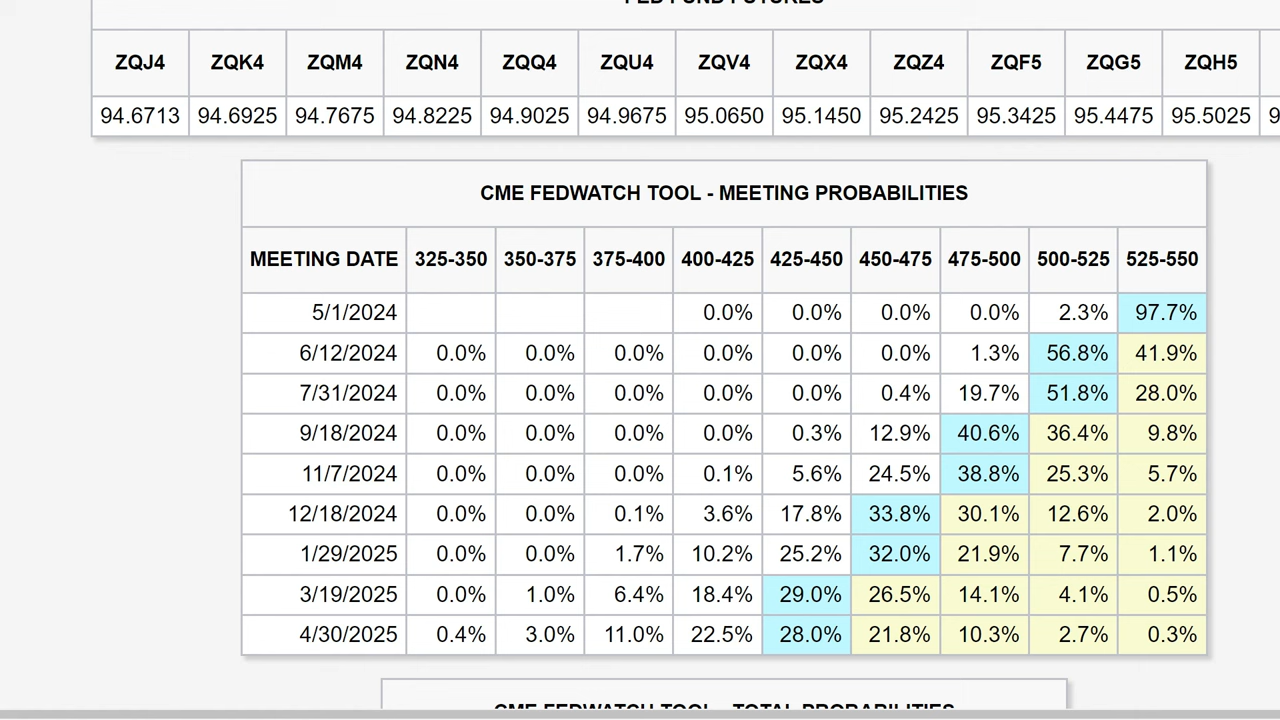 FED FUND FUTURES
ZQJ4 ZQK4 ZQM4 ZQN4 ZQQ4 ZQU4 ZQV4 ZQX4 ZQZ4 ZQF5 ZQG5 ZQH5
94.6713 94.6925 94.7675 94.8225 94.9025 94.9675 95.0650 95.1450 95.2425 95.3425 95.4475 95.5025 9
CME FEDWATCH TOOL - MEETING PROBABILITIES
MEETING DATE 325-350 350-375 375-400 400-425 425-450 450-475 475-500 500-525 525-550
5/1/2024 0.0% 0.0% 0.0% 0.0% 2.3% 97.7%
6/12/2024 0.0% 0.0% 0.0% 0.0% 0.0% 0.0% 1.3% 56.8% 41.9%
7/31/2024 0.0% 0.0% 0.0% 0.0% 0.0% 0.4% 19.7% 51.8% 28.0%
9/18/2024 0.0% 0.0% 0.0% 0.0% 0.3% 12.9% 40.6% 36.4% 9.8%
11/7/2024 0.0% 0.0% 0.0% 0.1% 5.6% 24.5% 38.8% 25.3% 5.7%
12/18/2024 0.0% 0.0% 0.1% 3.6% 17.8% 33.8% 30.1% 12.6% 2.0%
1/29/2025 0.0% 0.0% 1.7% 10.2% 25.2% 32.0% 21.9% 7.7% 1.1%
3/19/2025 0.0% 1.0% 6.4% 18.4% 29.0% 26.5% 14.1% 4.1% 0.5%
4/30/2025 0.4% 3.0% 11.0% 22.5% 28.0% 21.8% 10.3% 2.7% 0.3%
CME FEDWATCH TOOL - TOTAL PROBABILITIES